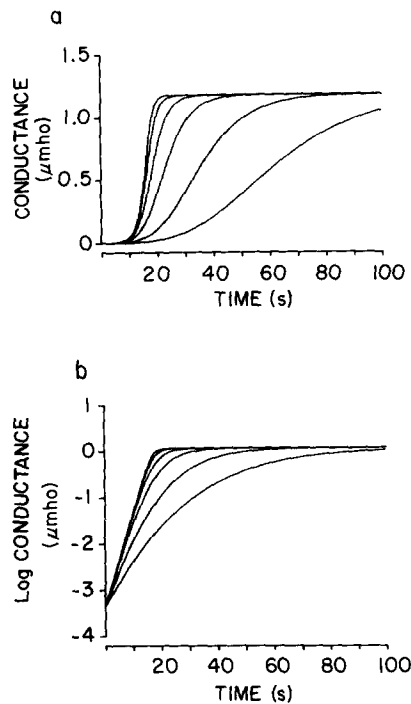 a
CONDUCTANCE
(μmho)
1.5
1.0
0.5
0
20 40 60 80 100
TIME (s)
b
Log CONDUCTANCE
(μmho)
1
0
-1
-2
-3
-4
20 40 60 80 100
TIME (s)